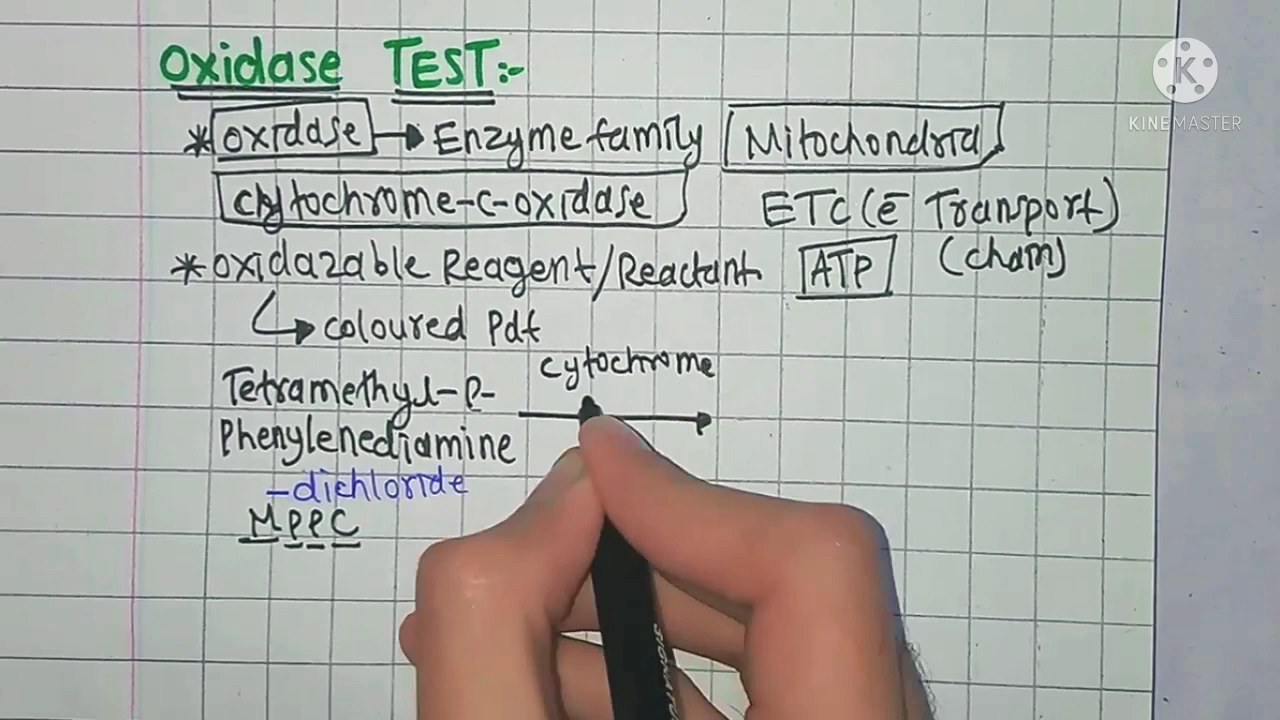 Oxidase TEST:-
* oxidase → Enzyme family Mitochondria
cytochrome-c-oxidase ETC (e̅ Transport)
* oxidazable Reagent/Reactant ATP (chain)
↳ coloured Pdt
cytochrome
Tetramethyl-P-
Phenylenediamine
-dichloride
MPPC
K
KINEMASTER
SIGNATU